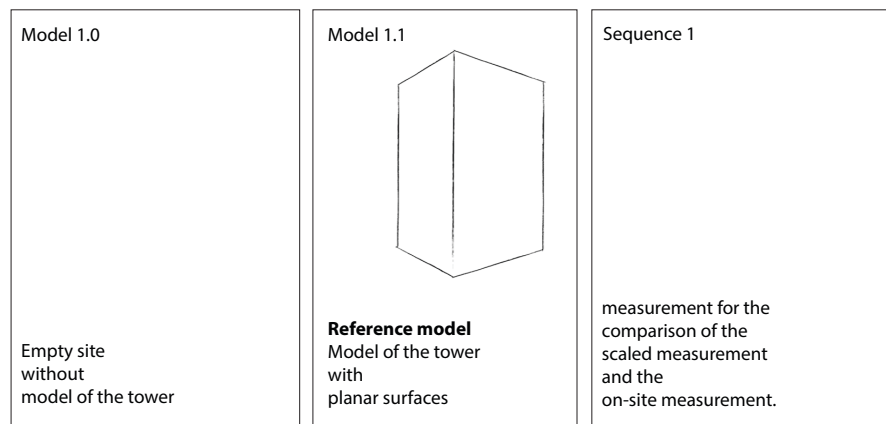 Model 1.0
Empty site
without
model of the tower
Model 1.1
Reference model
Model of the tower
with
planar surfaces
Sequence 1
measurement for the
comparison of the
scaled measurement
and the
on-site measurement.